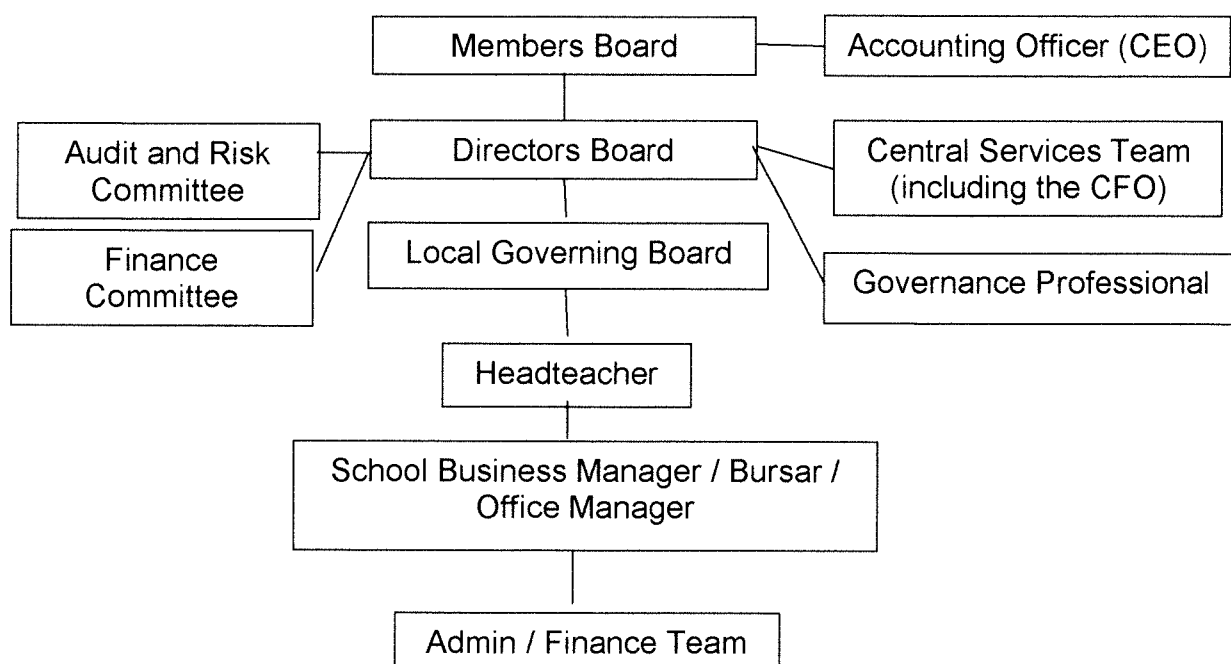 Members Board
Accounting Officer (CEO)
Audit and Risk
Committee
Directors Board
Central Services Team
(including the CFO)
Finance
Committee
Local Governing Board
Governance Professional
Headteacher
School Business Manager / Bursar /
Office Manager
Admin / Finance Team